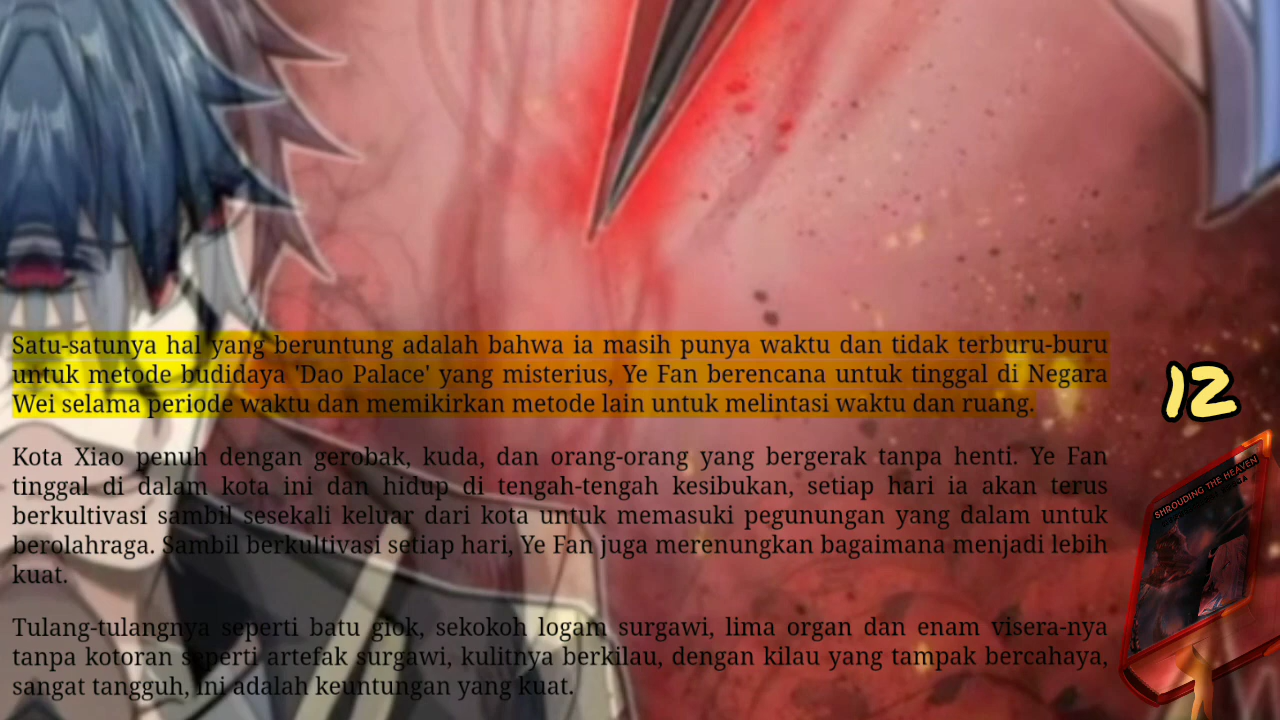 Satu-satunya hal yang beruntung adalah bahwa ia masih punya waktu dan tidak terburu-buru
untuk metode budidaya 'Dao Palace' yang misterius, Ye Fan berencana untuk tinggal di Negara
Wei selama periode waktu dan memikirkan metode lain untuk melintasi waktu dan ruang.
Kota Xiao penuh dengan gerobak, kuda, dan orang-orang yang bergerak tanpa henti. Ye Fan
tinggal di dalam kota ini dan hidup di tengah-tengah kesibukan, setiap hari ia akan terus
berkultivasi sambil sesekali keluar dari kota untuk memasuki pegunungan yang dalam untuk
berolahraga. Sambil berkultivasi setiap hari, Ye Fan juga merenungkan bagaimana menjadi lebih
kuat.
Tulang-tulangnya seperti batu giok, sekokoh logam surgawi, lima organ dan enam visera-nya
tanpa kotoran seperti artefak surgawi, kulitnya berkilau, dengan kilau yang tampak bercahaya,
sangat tangguh, ini adalah keuntungan yang kuat.
12
SHROUDING THE HEAVEN